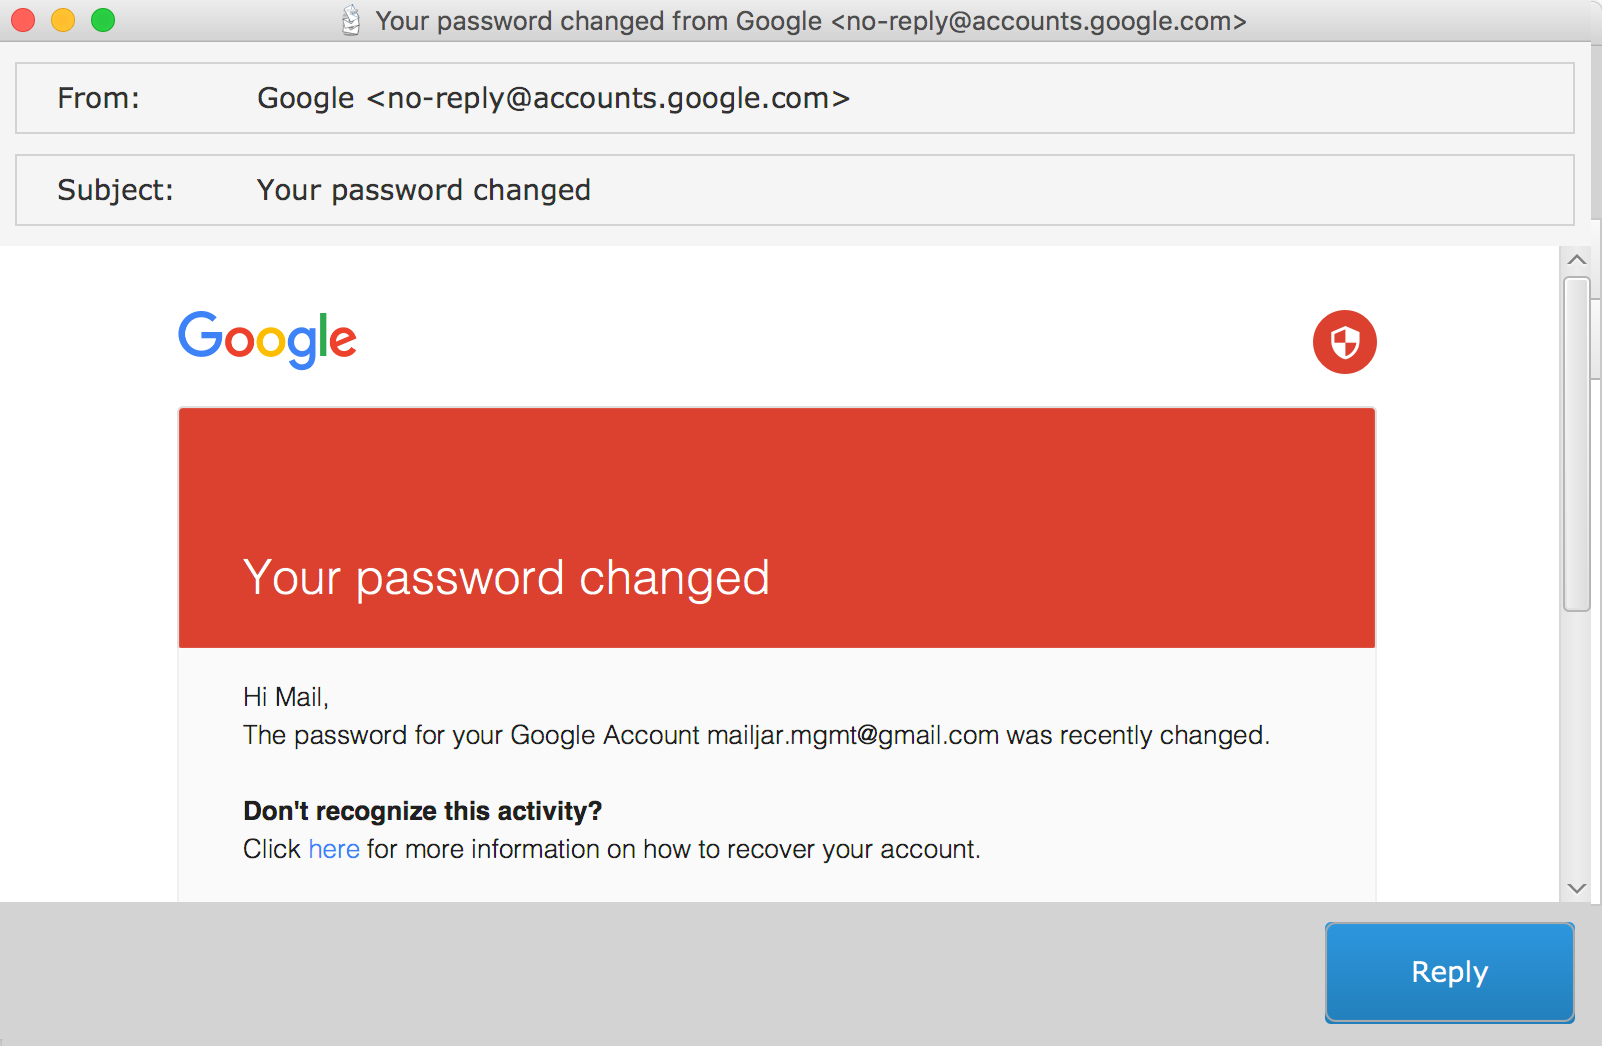 Your password changed from Google <no-reply@accounts.google.com>
From: Google <no-reply@accounts.google.com>
Subject: Your password changed
Google
Your password changed
Hi Mail,
The password for your Google Account mailjar.mgmt@gmail.com was recently changed.
Don't recognize this activity?
Click here for more information on how to recover your account.
Reply